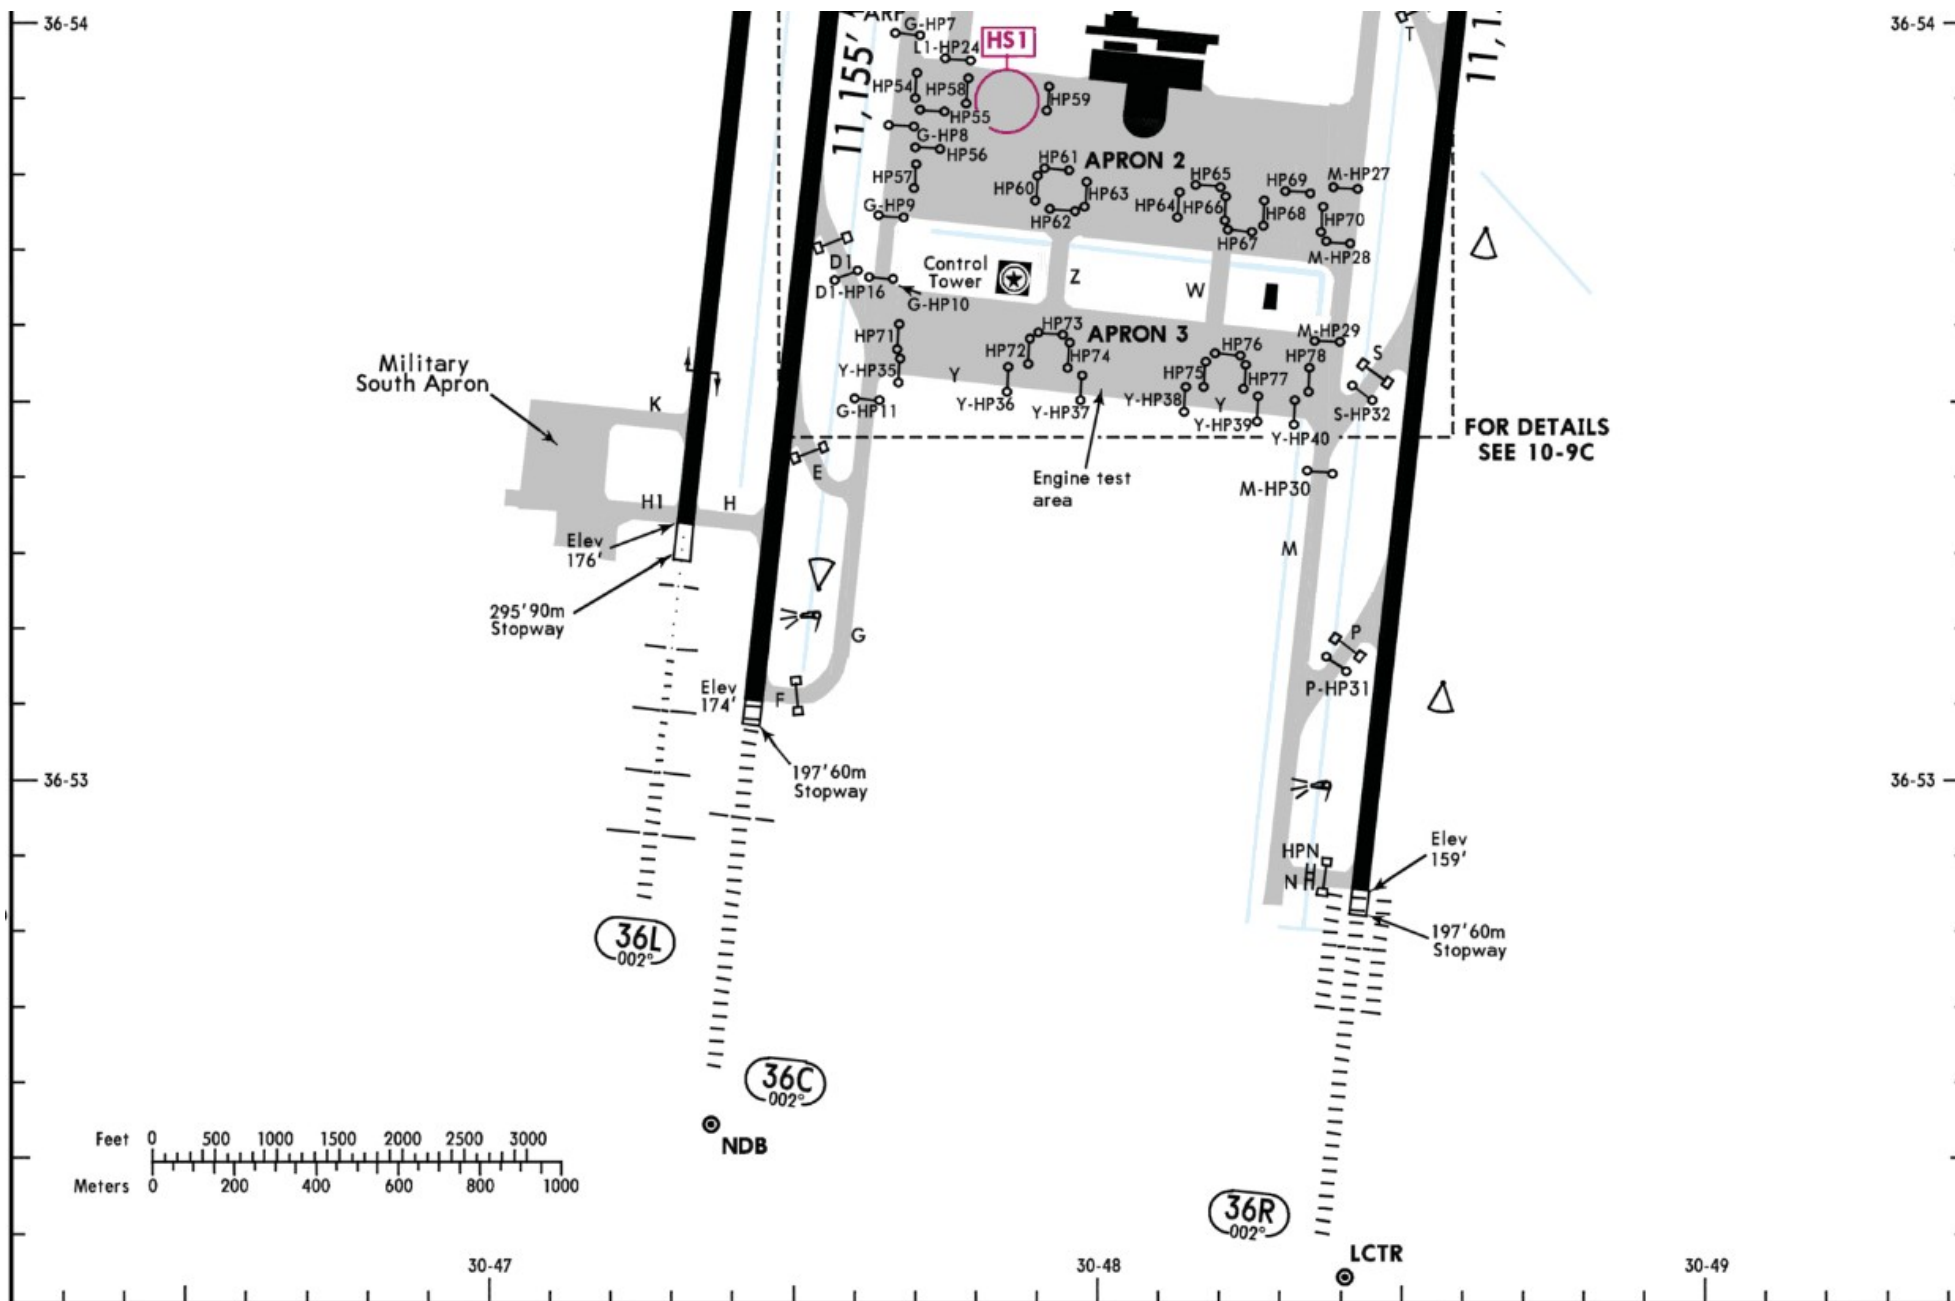 36-54
36-54
ARP
G-HP7
HS1
T
11,1
L1-HP24
11,155'
HP54
HP58
HP59
HP55
G-HP8
HP56
HP61
APRON 2
HP57
HP60
HP63
HP65
HP69
M-HP27
G-HP9
HP62
HP64
HP66
HP68
HP70
HP67
M-HP28
D1
Control
Tower
Z
W
D1-HP16
G-HP10
HP71
HP73
APRON 3
M-HP29
HP72
HP74
HP76
HP78
S
Military
South Apron
Y-HP35
Y
HP75
HP77
K
G-HP11
Y-HP36
Y-HP37
Y-HP38
Y
S-HP32
Y-HP39
Y-HP40
FOR DETAILS
SEE 10-9C
E
Engine test
area
M-HP30
H1
H
Elev
176'
M
295'90m
Stopway
G
P
Elev
174'
F
P-HP31
197'60m
Stopway
36-53
36-53
Elev
159'
HPN
N
197'60m
Stopway
36L
002°
36C
002°
NDB
Feet 0 500 1000 1500 2000 2500 3000
Meters 0 200 400 600 800 1000
36R
002°
LCTR
30-47
30-48
30-49